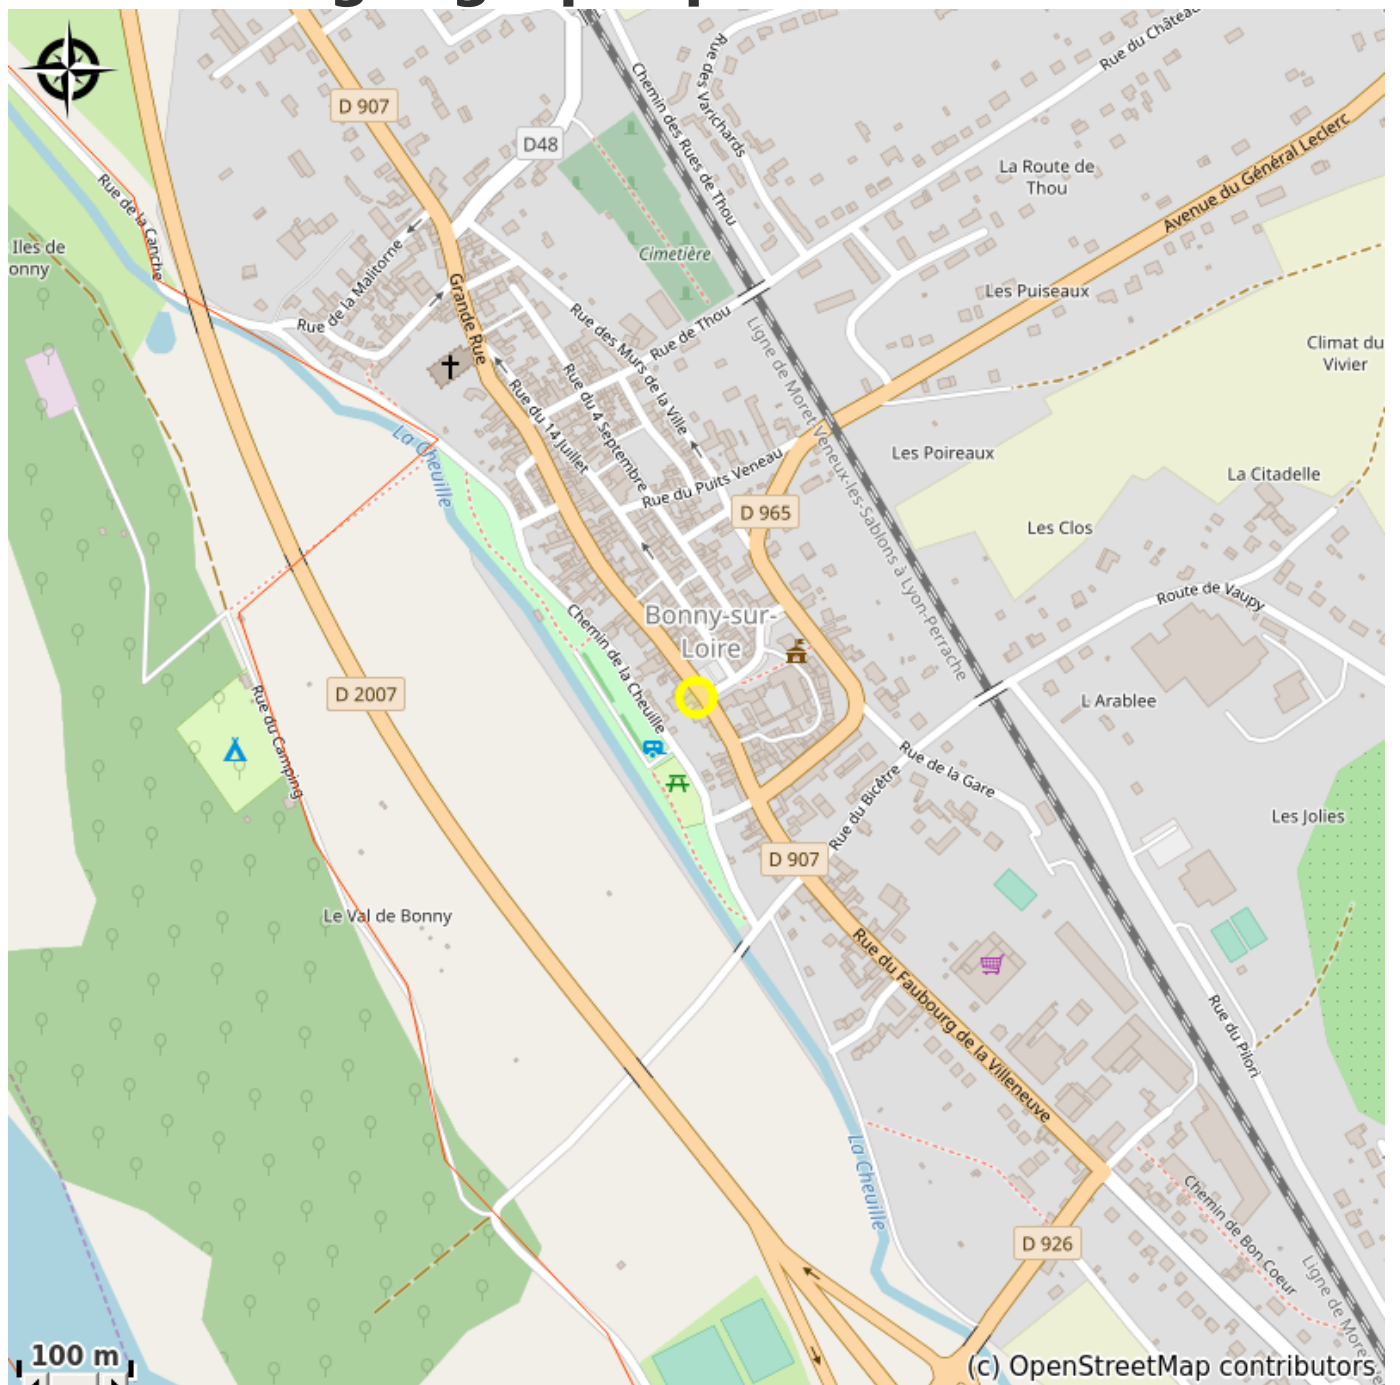 D 907
D48
Rue des Varichards
Chemin des Rues de Thou
Rue du Château
Avenue du Général Leclerc
La Route de
Thou
Rue de la Canche
Iles de
onny
Rue de la Malitorne
Grande Rue
Cimetière
Les Puiseaux
Rue des Murs de la Ville
Rue de Thou
Ligne de Moret-Veneux-les-Sablons à Lyon-Perrache
Climat du
Vivier
Rue du 14 Juillet
Rue du 4 Septembre
La Cheuille
Rue du Puits Veneau
Les Poireaux
La Citadelle
D 965
Les Clos
Route de Vaupy
Chemin de la Cheuille
Bonny-sur-
Loire
D 2007
Rue du Camping
L Arablee
Rue de la Gare
Rue du Bicêtre
Les Jolies
D 907
Le Val de Bonny
Rue du Faubourg de la Villeneuve
Rue du Pilori
La Cheuille
Chemin de Bon Coeur
D 926
Ligne de More
100 m
(c) OpenStreetMap contributors